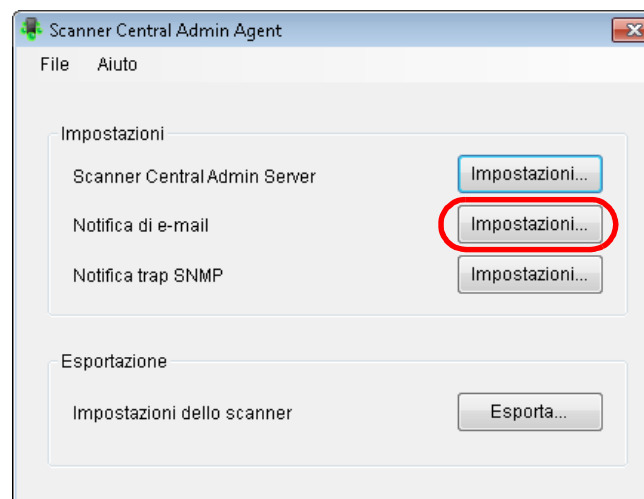 Scanner Central Admin Agent
File Aiuto
Impostazioni
Scanner Central Admin Server Impostazioni...
Notifica di e-mail Impostazioni...
Notifica trap SNMP Impostazioni...
Esportazione
Impostazioni dello scanner Esporta...